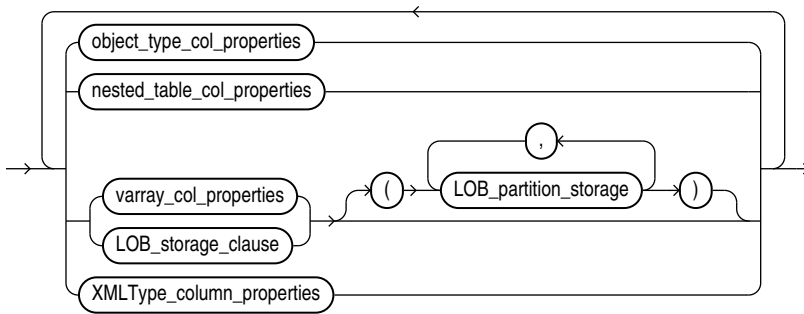 object_type_col_properties
nested_table_col_properties
,
( LOB_partition_storage )
varray_col_properties
LOB_storage_clause
XMLType_column_properties